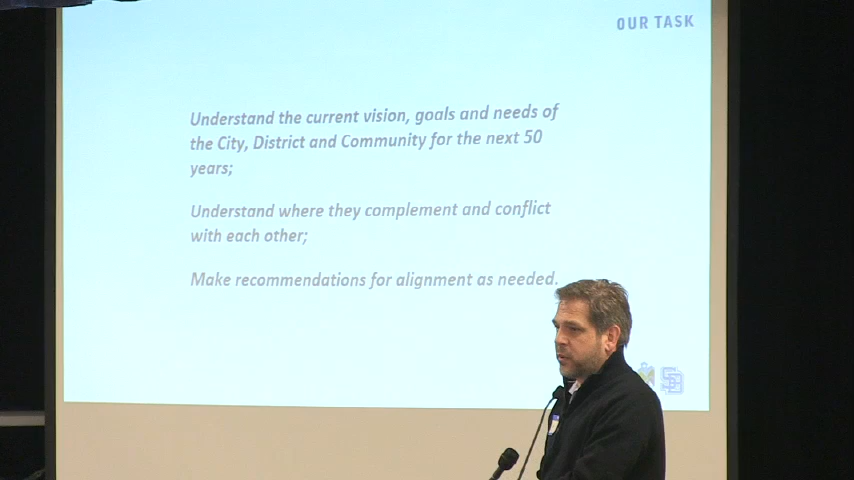 OUR TASK
Understand the current vision, goals and needs of
the City, District and Community for the next 50
years;
Understand where they complement and conflict
with each other;
Make recommendations for alignment as needed.